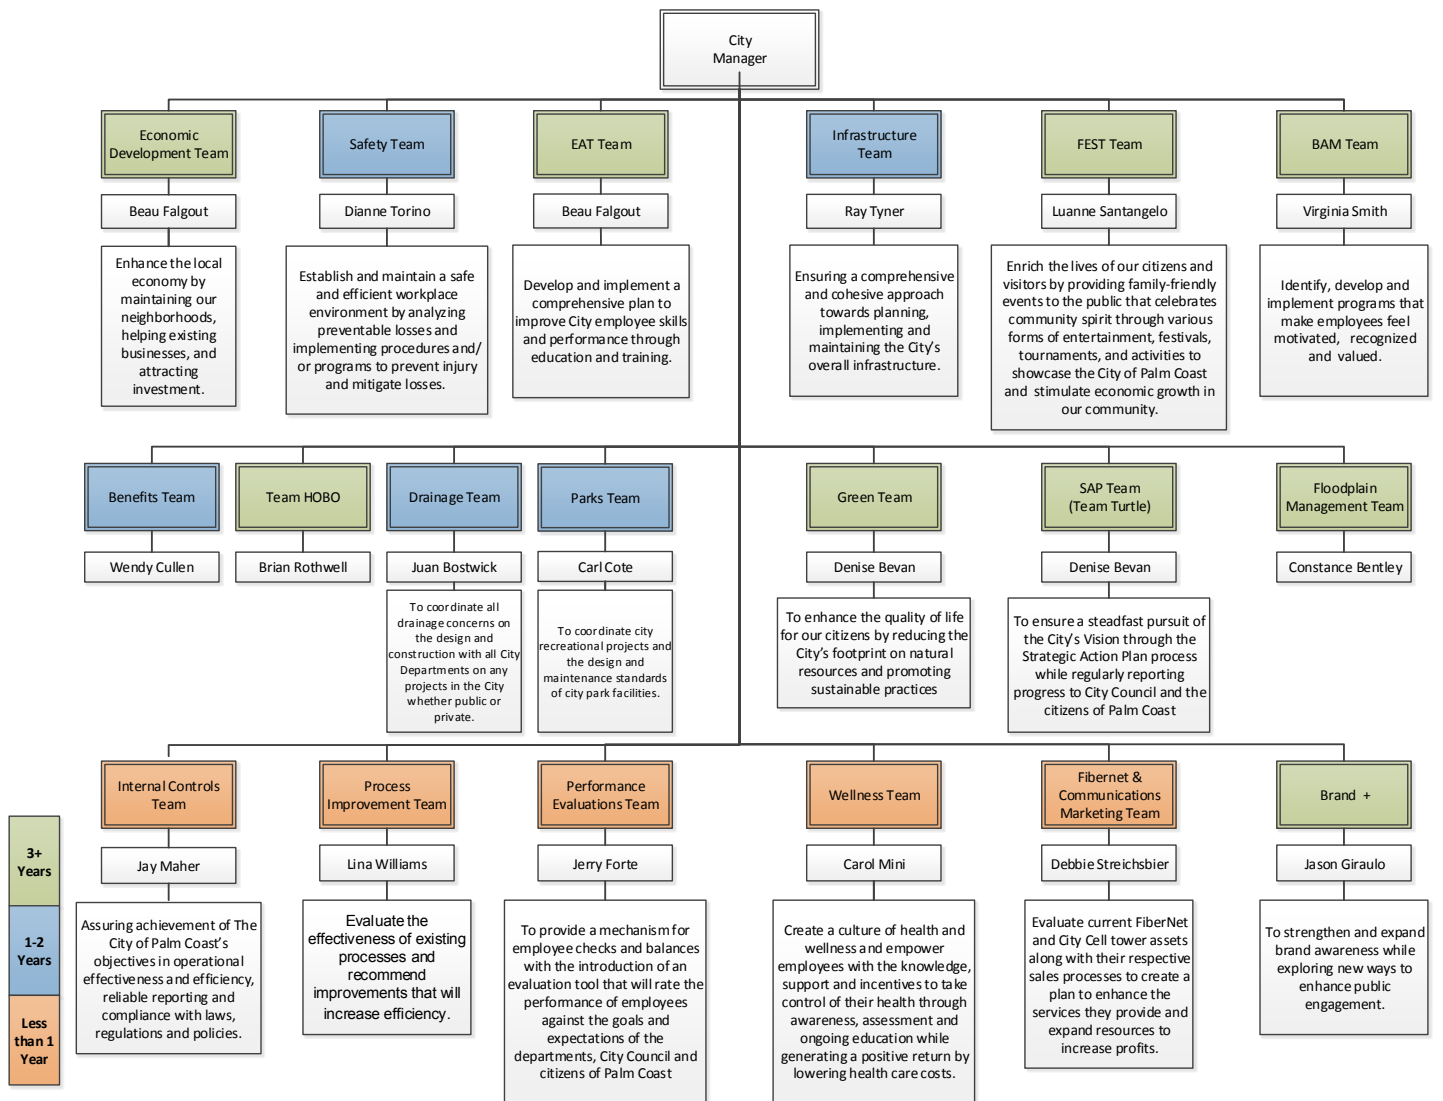 City
Manager
Economic
Development Team
Safety Team
EAT Team
Infrastructure
Team
FEST Team
BAM Team
Beau Falgout
Dianne Torino
Beau Falgout
Ray Tyner
Luanne Santangelo
Virginia Smith
Enhance the local
economy by
maintaining our
neighborhoods,
helping existing
businesses, and
attracting
investment.
Establish and maintain a safe
and efficient workplace
environment by analyzing
preventable losses and
implementing procedures and/
or programs to prevent injury
and mitigate losses.
Develop and implement a
comprehensive plan to
improve City employee skills
and performance through
education and training.
Ensuring a comprehensive
and cohesive approach
towards planning,
implementing and
maintaining the City's
overall infrastructure.
Enrich the lives of our citizens and
visitors by providing family-friendly
events to the public that celebrates
community spirit through various
forms of entertainment, festivals,
tournaments, and activities to
showcase the City of Palm Coast
and stimulate economic growth in
our community.
Identify, develop and
implement programs that
make employees feel
motivated, recognized
and valued.
Benefits Team
Team HOBO
Drainage Team
Parks Team
Green Team
SAP Team
(Team Turtle)
Floodplain
Management Team
Wendy Cullen
Brian Rothwell
Juan Bostwick
Carl Cote
Denise Bevan
Denise Bevan
Constance Bentley
To coordinate all
drainage concerns on
the design and
construction with all City
Departments on any
projects in the City
whether public or
private.
To coordinate city
recreational projects and
the design and
maintenance standards
of city park facilities.
To enhance the quality of life
for our citizens by reducing the
City's footprint on natural
resources and promoting
sustainable practices
To ensure a steadfast pursuit of
the City's Vision through the
Strategic Action Plan process
while regularly reporting
progress to City Council and the
citizens of Palm Coast
Internal Controls
Team
Process
Improvement Team
Performance
Evaluations Team
Wellness Team
Fibernet &
Communications
Marketing Team
Brand +
Jay Maher
Lina Williams
Jerry Forte
Carol Mini
Debbie Streichsbier
Jason Giraulo
Assuring achievement of The
City of Palm Coast's
objectives in operational
effectiveness and efficiency,
reliable reporting and
compliance with laws,
regulations and policies.
Evaluate the
effectiveness of existing
processes and
recommend
improvements that will
increase efficiency.
To provide a mechanism for
employee checks and balances
with the introduction of an
evaluation tool that will rate the
performance of employees
against the goals and
expectations of the
departments, City Council and
citizens of Palm Coast
Create a culture of health and
wellness and empower
employees with the knowledge,
support and incentives to take
control of their health through
awareness, assessment and
ongoing education while
generating a positive return by
lowering health care costs.
Evaluate current FiberNet
and City Cell tower assets
along with their respective
sales processes to create a
plan to enhance the
services they provide and
expand resources to
increase profits.
To strengthen and expand
brand awareness while
exploring new ways to
enhance public
engagement.
3+
Years
1-2
Years
Less
than 1
Year